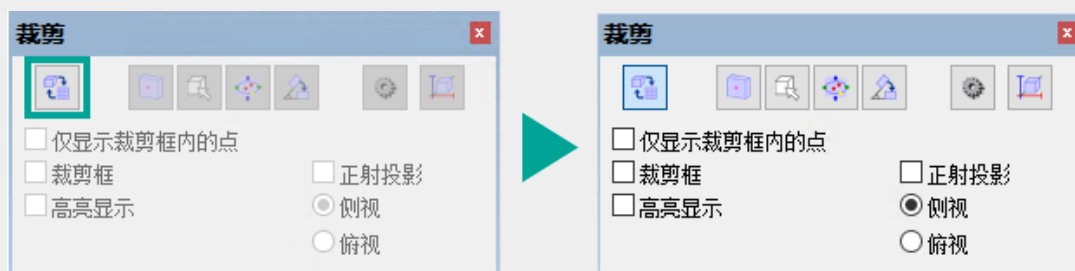 裁剪
仅显示裁剪框内的点
裁剪框 正射投影
高亮显示 侧视
俯视
裁剪
仅显示裁剪框内的点
裁剪框 正射投影
高亮显示 侧视
俯视